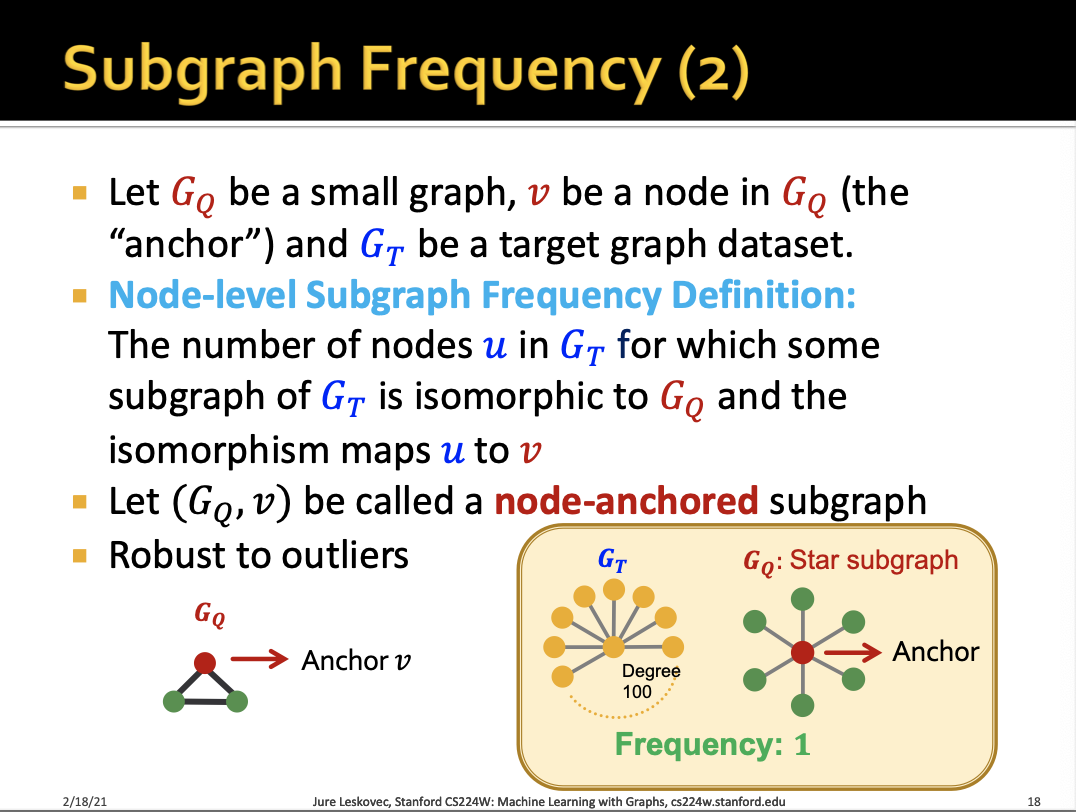 Subgraph Frequency (2)
▪ Let G_Q be a small graph, v be a node in G_Q (the
“anchor”) and G_T be a target graph dataset.
▪ Node-level Subgraph Frequency Definition:
The number of nodes u in G_T for which some
subgraph of G_T is isomorphic to G_Q and the
isomorphism maps u to v
▪ Let (G_Q, v) be called a node-anchored subgraph
▪ Robust to outliers
G_Q
Anchor v
G_T
G_Q: Star subgraph
Degree
100
Anchor
Frequency: 1
2/18/21
Jure Leskovec, Stanford CS224W: Machine Learning with Graphs, cs224w.stanford.edu
18